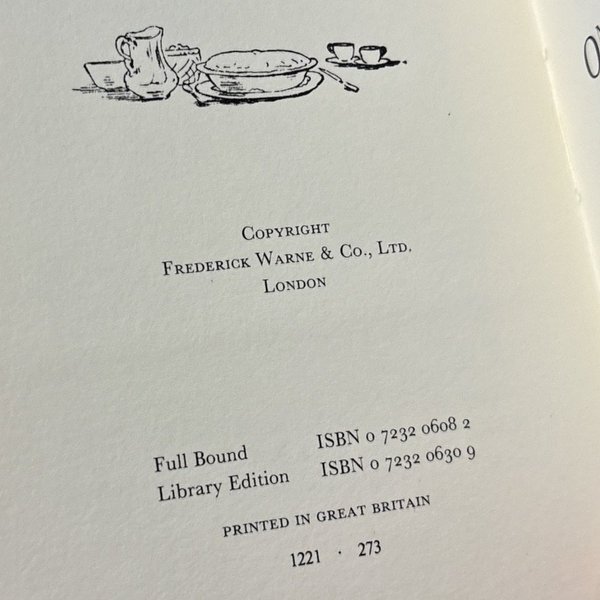 Copyright
Frederick Warne & Co., Ltd.
London
Full Bound ISBN 0 7232 0608 2
Library Edition ISBN 0 7232 0630 9
PRINTED IN GREAT BRITAIN
1221 · 273